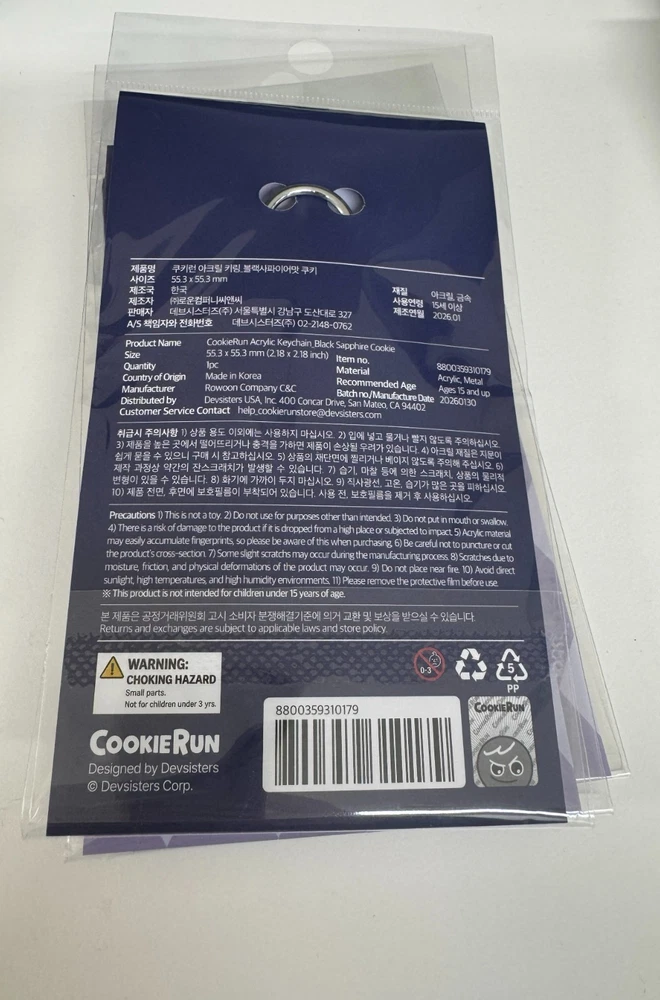 제품명 쿠키런 아크릴 키링_블랙사파이어맛 쿠키
사이즈 55.3 x 55.3 mm
제조국 한국
제조자 ㈜로운컴퍼니씨앤씨
판매자 데브시스터즈(주) 서울특별시 강남구 도산대로 327
A/S 책임자와 전화번호 데브시스터즈(주) 02-2148-0762
재질 아크릴, 금속
사용연령 15세 이상
제조연월 2026.01
Product Name CookieRun Acrylic Keychain_Black Sapphire Cookie
Size 55.3 x 55.3 mm (2.18 x 2.18 inch)
Quantity 1pc
Country of Origin Made in Korea
Manufacturer Rowoon Company C&C
Distributed by Devsisters USA, Inc. 400 Concar Drive, San Mateo, CA 94402
Customer Service Contact help_cookierunstore@devsisters.com
Item no. 8800359310179
Material Acrylic, Metal
Recommended Age Ages 15 and up
Batch no./Manufacture Date 20260130
취급시 주의사항 1) 상품 용도 이외에는 사용하지 마십시오. 2) 입에 넣고 물거나 빨지 않도록 주의하십시오.
3) 제품을 높은 곳에서 떨어뜨리거나 충격을 가하면 제품이 손상될 우려가 있습니다. 4) 아크릴 재질은 지문이
쉽게 묻을 수 있으니 구매 시 참고하십시오. 5) 상품의 재단면에 찔리거나 베이지 않도록 주의해 주십시오. 6)
제작 과정상 약간의 잔스크래치가 발생할 수 있습니다. 7) 습기, 마찰 등에 의한 스크래치, 상품의 물리적
변형이 있을 수 있습니다. 8) 화기에 가까이 두지 마십시오. 9) 직사광선, 고온, 습기가 많은 곳을 피하십시오.
10) 제품 전면, 후면에 보호필름이 부착되어 있습니다. 사용 전, 보호필름을 제거 후 사용하십시오.
Precautions 1) This is not a toy. 2) Do not use for purposes other than intended. 3) Do not put in mouth or swallow.
4) There is a risk of damage to the product if it is dropped from a high place or subjected to impact. 5) Acrylic material
may easily accumulate fingerprints, so please be aware of this when purchasing. 6) Be careful not to puncture or cut
the product's cross-section. 7) Some slight scratchs may occur during the manufacturing process. 8) Scratches due to
moisture, friction, and physical deformations of the product may occur. 9) Do not place near fire. 10) Avoid direct
sunlight, high temperatures, and high humidity environments. 11) Please remove the protective film before use.
※ This product is not intended for children under 15 years of age.
본 제품은 공정거래위원회 고시 소비자 분쟁해결기준에 의거 교환 및 보상을 받으실 수 있습니다.
Returns and exchanges are subject to applicable laws and store policy.
WARNING:
CHOKING HAZARD
Small parts.
Not for children under 3 yrs.
0-3
5
PP
COOKIERUN
Designed by Devsisters
© Devsisters Corp.
8800359310179
COOKIERUN